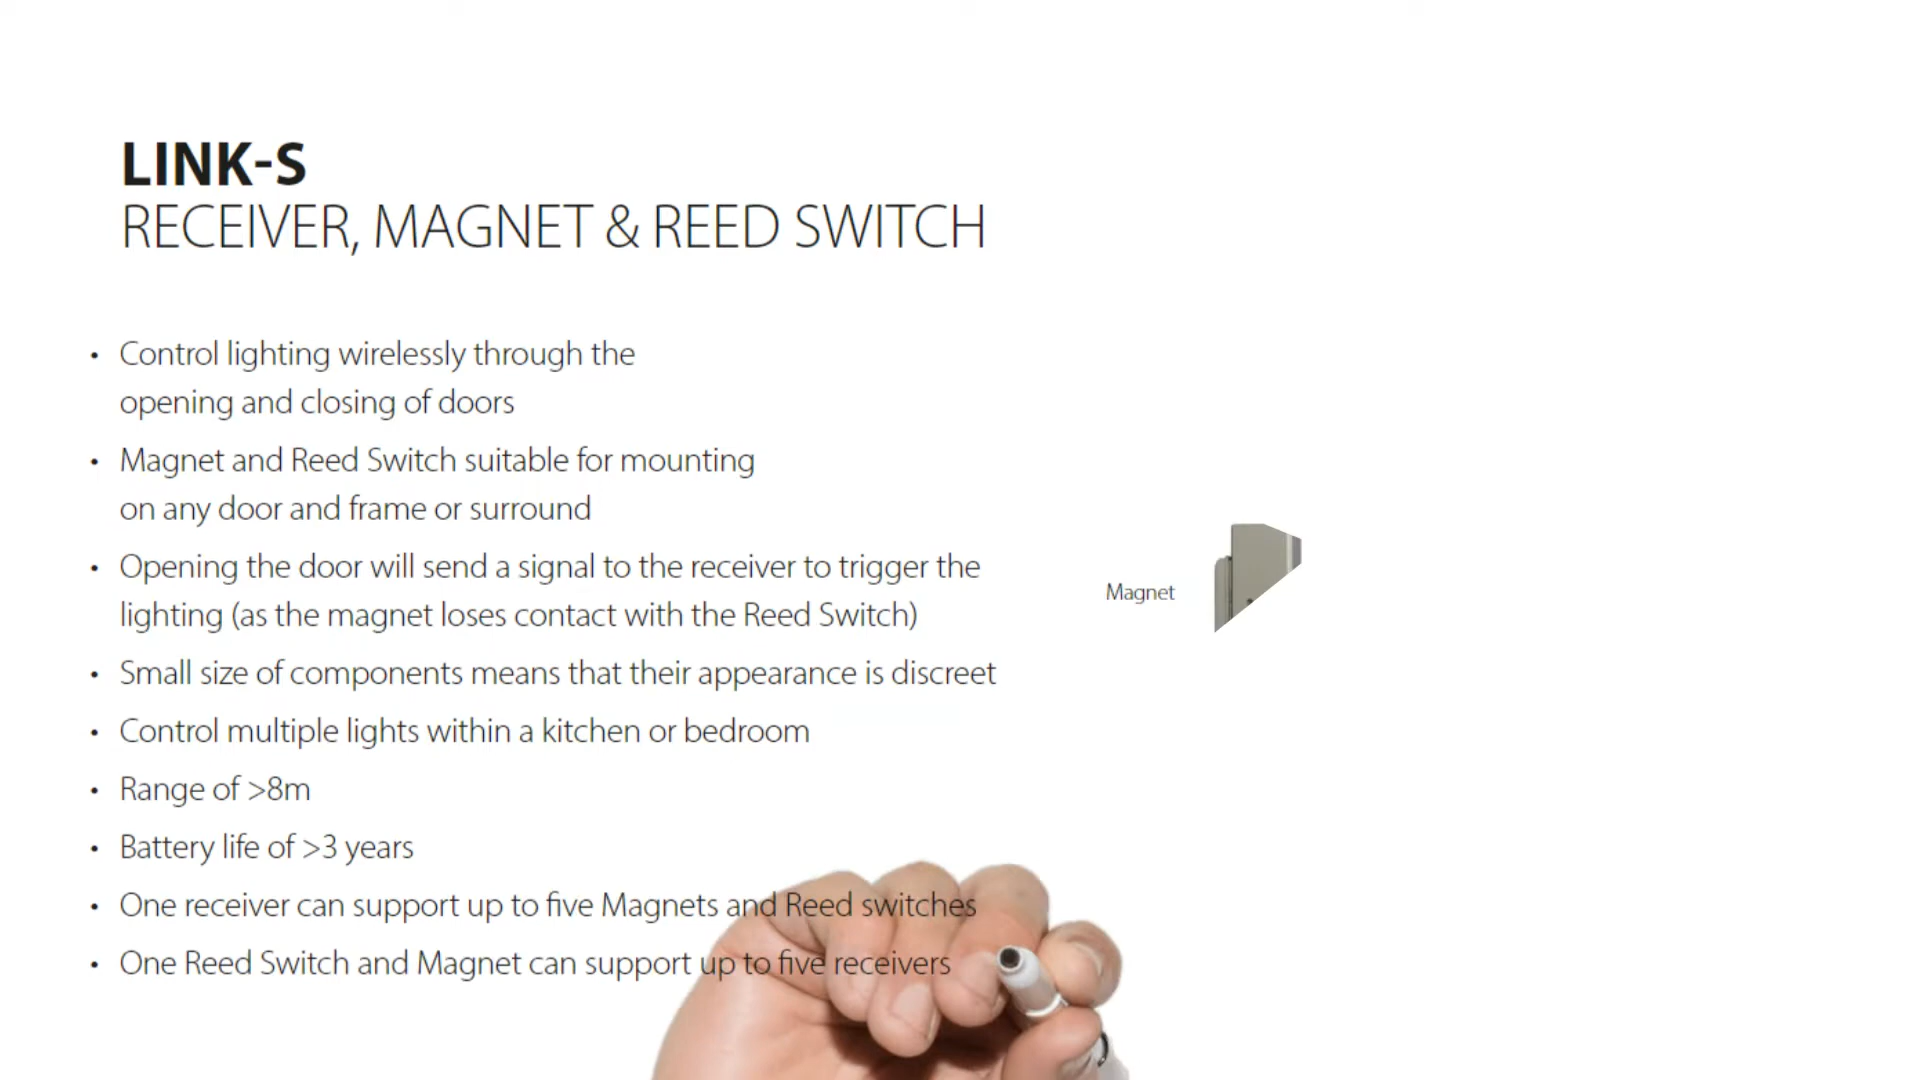 LINK-S
RECEIVER, MAGNET & REED SWITCH
• Control lighting wirelessly through the
opening and closing of doors
• Magnet and Reed Switch suitable for mounting
on any door and frame or surround
• Opening the door will send a signal to the receiver to trigger the
lighting (as the magnet loses contact with the Reed Switch)
• Small size of components means that their appearance is discreet
• Control multiple lights within a kitchen or bedroom
• Range of >8m
• Battery life of >3 years
• One receiver can support up to five Magnets and Reed switches
• One Reed Switch and Magnet can support up to five receivers
Magnet